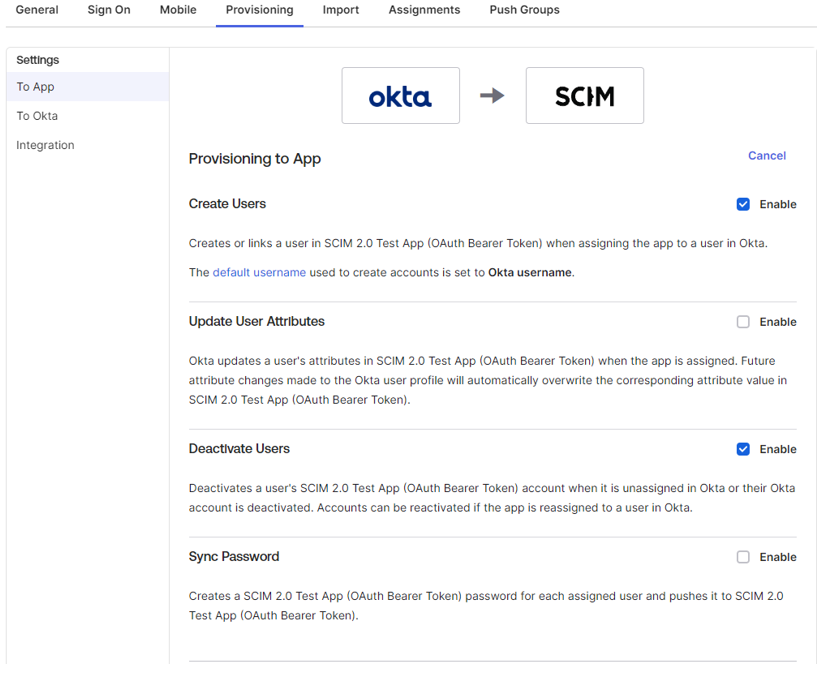 General Sign On Mobile Provisioning Import Assignments Push Groups
Settings
To App
To Okta
Integration
okta SCIM
Provisioning to App Cancel
Create Users Enable
Creates or links a user in SCIM 2.0 Test App (OAuth Bearer Token) when assigning the app to a user in Okta.
The default username used to create accounts is set to Okta username.
Update User Attributes Enable
Okta updates a user's attributes in SCIM 2.0 Test App (OAuth Bearer Token) when the app is assigned. Future
attribute changes made to the Okta user profile will automatically overwrite the corresponding attribute value in
SCIM 2.0 Test App (OAuth Bearer Token).
Deactivate Users Enable
Deactivates a user's SCIM 2.0 Test App (OAuth Bearer Token) account when it is unassigned in Okta or their Okta
account is deactivated. Accounts can be reactivated if the app is reassigned to a user in Okta.
Sync Password Enable
Creates a SCIM 2.0 Test App (OAuth Bearer Token) password for each assigned user and pushes it to SCIM 2.0
Test App (OAuth Bearer Token).